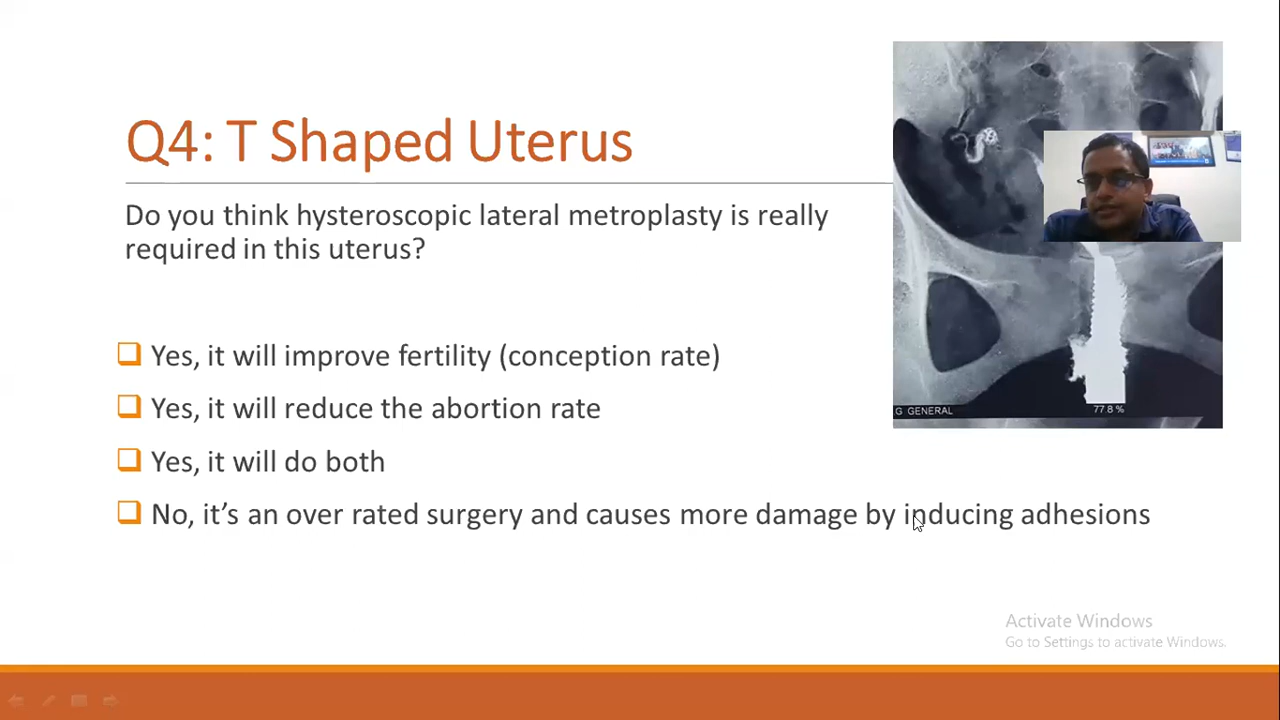 Q4: T Shaped Uterus
Do you think hysteroscopic lateral metroplasty is really
required in this uterus?
Yes, it will improve fertility (conception rate)
Yes, it will reduce the abortion rate
Yes, it will do both
No, it’s an over rated surgery and causes more damage by inducing adhesions
G GENERAL
77.8 %
Activate Windows
Go to Settings to activate Windows.